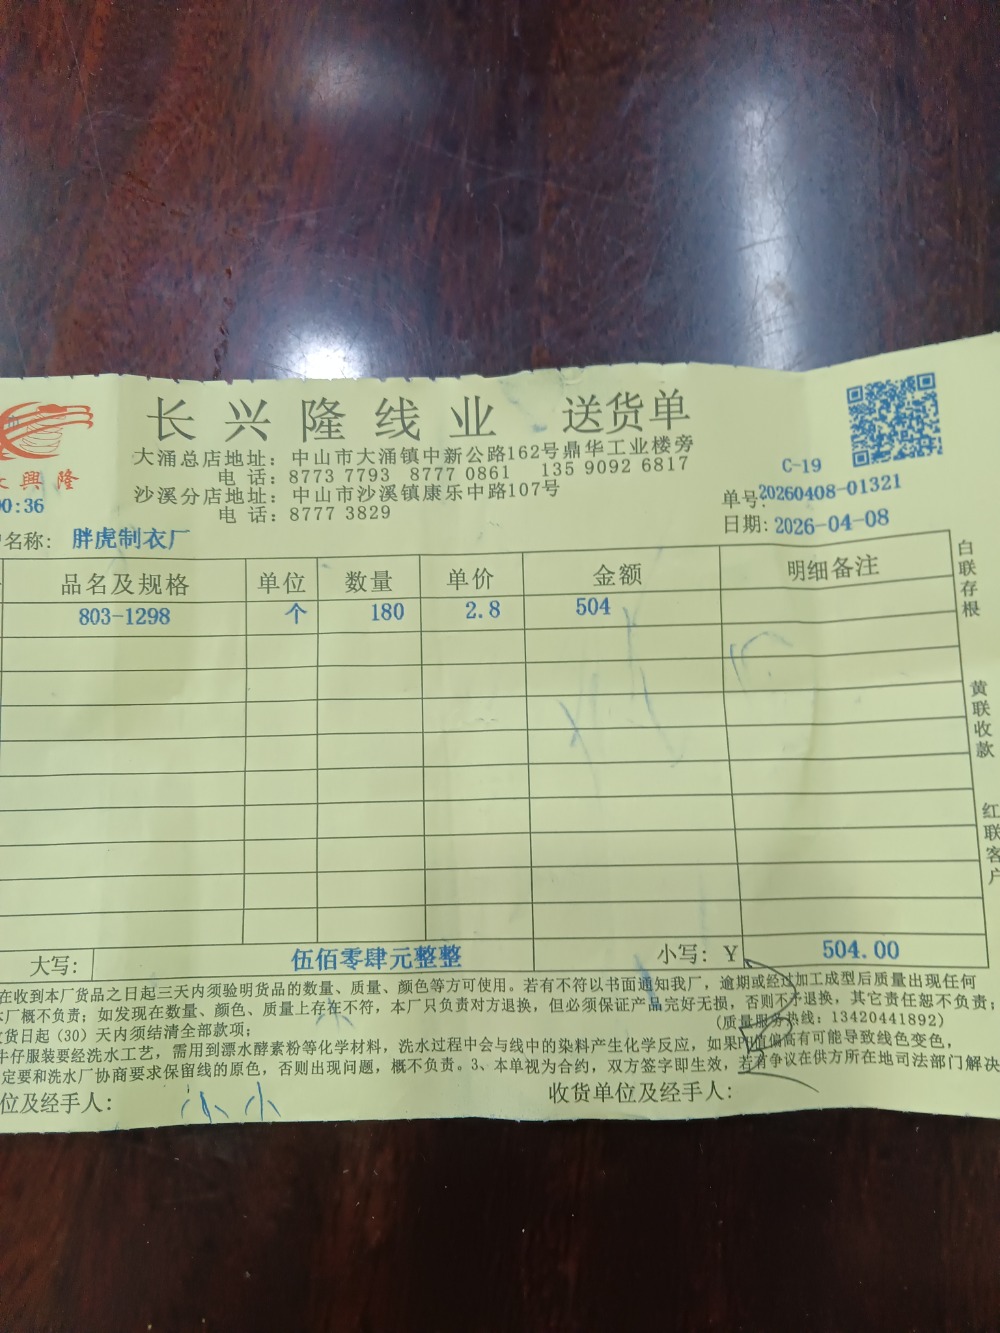 长兴隆线业 送货单
興隆
大涌总店地址：中山市大涌镇中新公路162号鼎华工业楼旁
电 话：8773 7793 8777 0861 135 9092 6817
沙溪分店地址：中山市沙溪镇康乐中路107号
电 话：8777 3829
C-19
单号:20260408-01321
日期: 2026-04-08
00:36
名称: 胖虎制衣厂
品名及规格 单位 数量 单价 金额 明细备注
803-1298 个 180 2.8 504
白联存根
黄联收款
红联客户
大写: 伍佰零肆元整整 小写: Y 504.00
在收到本厂货品之日起三天内须验明货品的数量、质量、颜色等方可使用。若有不符以书面通知我厂，逾期或经过加工成型后质量出现任何
本厂概不负责；如发现在数量、颜色、质量上存在不符，本厂只负责对方退换，但必须保证产品完好无损，否则不予退换，其它责任恕不负责；
货日起（30）天内须结清全部款项； (质量服务热线: 13420441892)
牛仔服装要经洗水工艺，需用到漂水酵素粉等化学材料，洗水过程中会与线中的染料产生化学反应，如果PH值偏高有可能导致线色变色，
定要和洗水厂协商要求保留线的原色，否则出现问题，概不负责。3、本单视为合约，双方签字即生效，若有争议在供方所在地司法部门解决
位及经手人: 小小 收货单位及经手人: